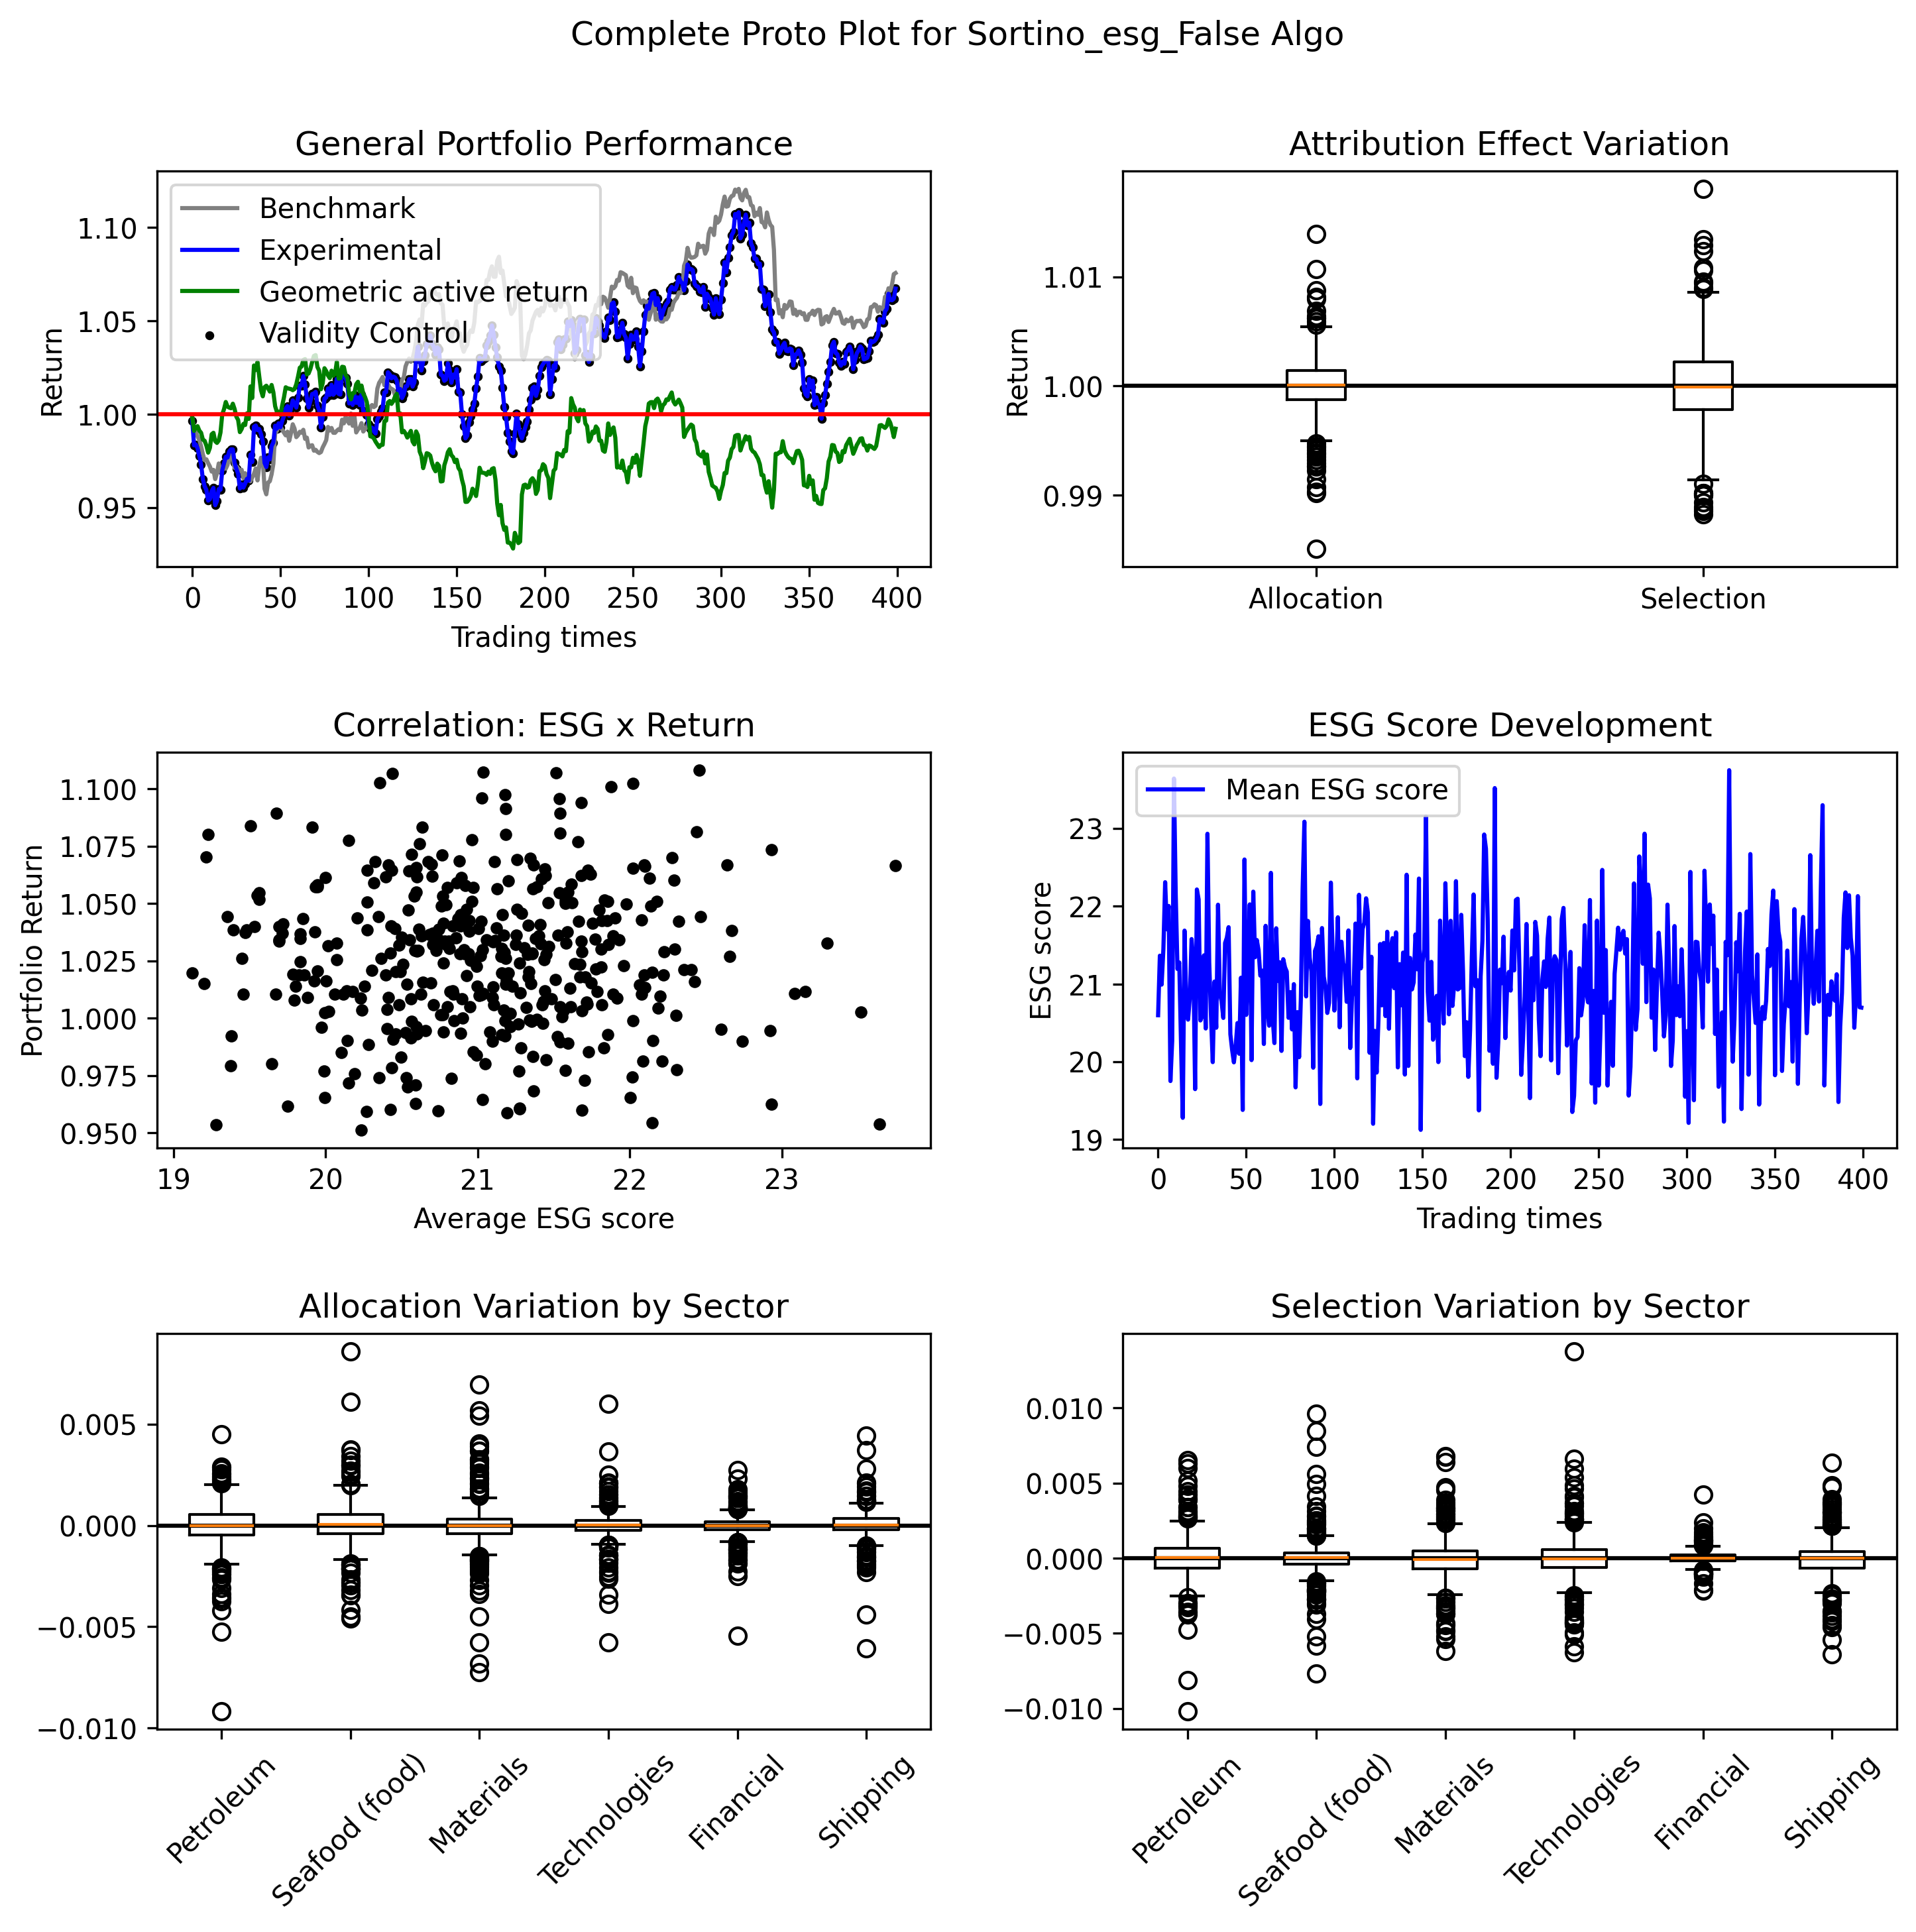 Complete Proto Plot for Sortino_esg_False Algo
General Portfolio Performance
Benchmark
Experimental
Geometric active return
Validity Control
Return
1.10
1.05
1.00
0.95
0 50 100 150 200 250 300 350 400
Trading times
Attribution Effect Variation
Return
1.01
1.00
0.99
Allocation Selection
Correlation: ESG x Return
Portfolio Return
1.100
1.075
1.050
1.025
1.000
0.975
0.950
19 20 21 22 23
Average ESG score
ESG Score Development
Mean ESG score
ESG score
23
22
21
20
19
0 50 100 150 200 250 300 350 400
Trading times
Allocation Variation by Sector
0.005
0.000
−0.005
−0.010
Petroleum
Seafood (food)
Materials
Technologies
Financial
Shipping
Selection Variation by Sector
0.010
0.005
0.000
−0.005
−0.010
Petroleum
Seafood (food)
Materials
Technologies
Financial
Shipping